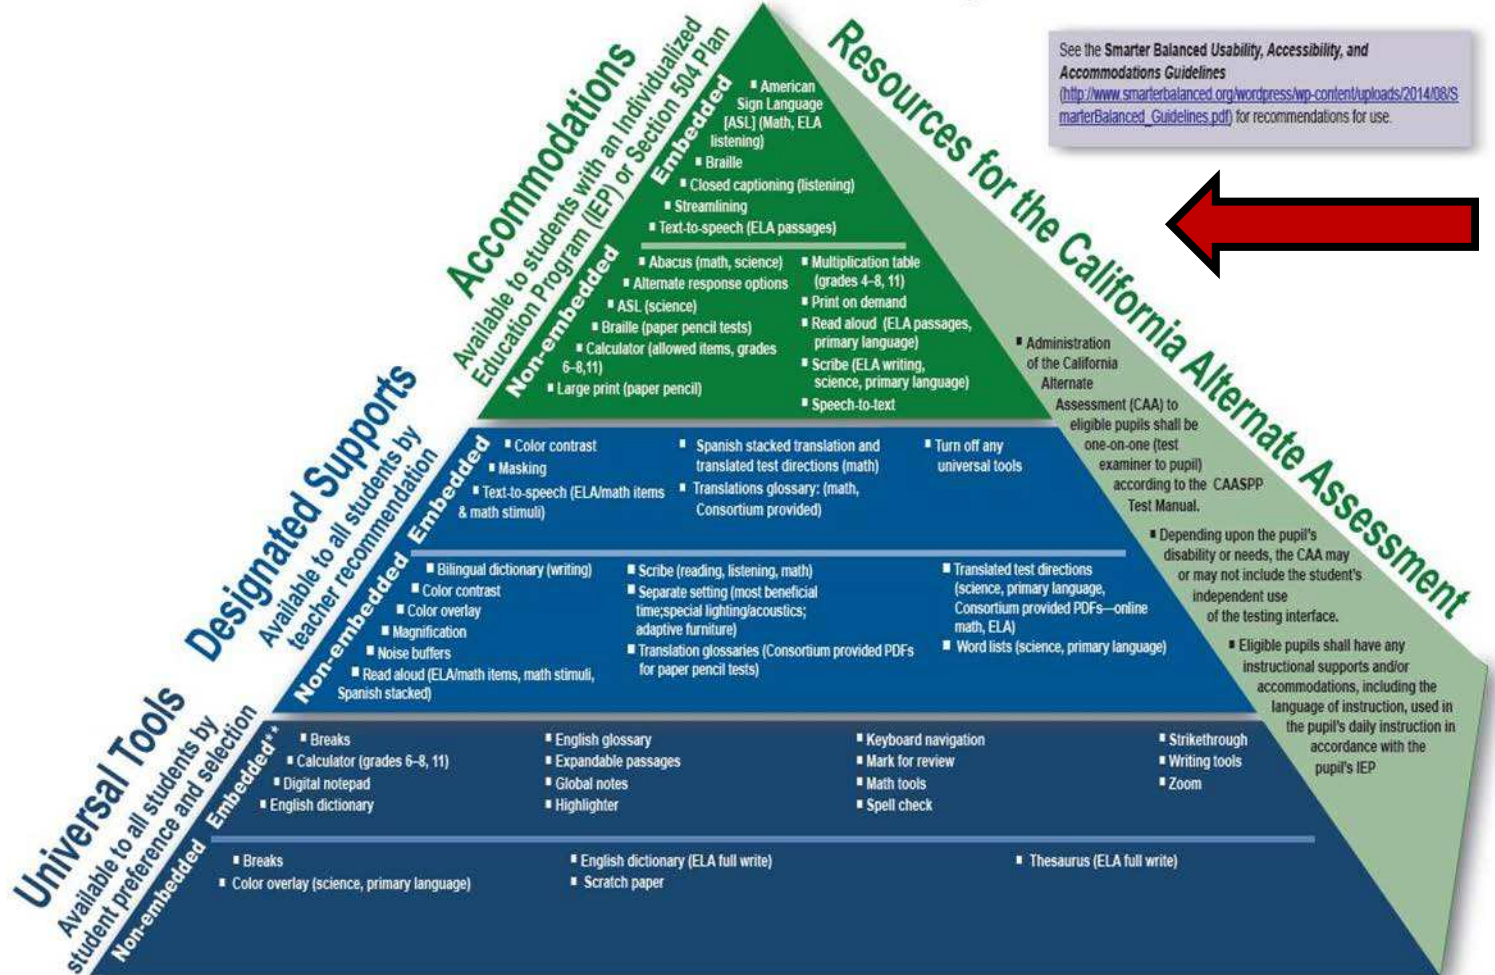 See the Smarter Balanced Usability, Accessibility, and
Accommodations Guidelines
(http://www.smarterbalanced.org/wordpress/wp-content/uploads/2014/08/S
marterBalanced_Guidelines.pdf) for recommendations for use.
Accommodations
Available to students with an Individualized
Education Program (IEP) or Section 504 Plan
Embedded
▪ American
Sign Language
[ASL] (Math, ELA
listening)
▪ Braille
▪ Closed captioning (listening)
▪ Streamlining
▪ Text-to-speech (ELA passages)
Non-embedded
▪ Abacus (math, science)
▪ Alternate response options
▪ ASL (science)
▪ Braille (paper pencil tests)
▪ Calculator (allowed items, grades
6–8,11)
▪ Large print (paper pencil)
▪ Multiplication table
(grades 4–8, 11)
▪ Print on demand
▪ Read aloud (ELA passages,
primary language)
▪ Scribe (ELA writing,
science, primary language)
▪ Speech-to-text
Designated Supports
Available to all students by
teacher recommendation
Embedded
▪ Color contrast
▪ Masking
▪ Text-to-speech (ELA/math items
& math stimuli)
▪ Spanish stacked translation and
translated test directions (math)
▪ Translations glossary: (math,
Consortium provided)
▪ Turn off any
universal tools
Non-embedded
▪ Bilingual dictionary (writing)
▪ Color contrast
▪ Color overlay
▪ Magnification
▪ Noise buffers
▪ Read aloud (ELA/math items, math stimuli,
Spanish stacked)
▪ Scribe (reading, listening, math)
▪ Separate setting (most beneficial
time;special lighting/acoustics;
adaptive furniture)
▪ Translation glossaries (Consortium provided PDFs
for paper pencil tests)
▪ Translated test directions
(science, primary language,
Consortium provided PDFs—online
math, ELA)
▪ Word lists (science, primary language)
Universal Tools
Available to all students by
student preference and selection
Embedded**
▪ Breaks
▪ Calculator (grades 6–8, 11)
▪ Digital notepad
▪ English dictionary
▪ English glossary
▪ Expandable passages
▪ Global notes
▪ Highlighter
▪ Keyboard navigation
▪ Mark for review
▪ Math tools
▪ Spell check
▪ Strikethrough
▪ Writing tools
▪ Zoom
Non-embedded
▪ Breaks
▪ Color overlay (science, primary language)
▪ English dictionary (ELA full write)
▪ Scratch paper
▪ Thesaurus (ELA full write)
Resources for the California Alternate Assessment
▪ Administration
of the California
Alternate
Assessment (CAA) to
eligible pupils shall be
one-on-one (test
examiner to pupil)
according to the CAASPP
Test Manual.
▪ Depending upon the pupil's
disability or needs, the CAA may
or may not include the student's
independent use
of the testing interface.
▪ Eligible pupils shall have any
instructional supports and/or
accommodations, including the
language of instruction, used in
the pupil's daily instruction in
accordance with the
pupil's IEP